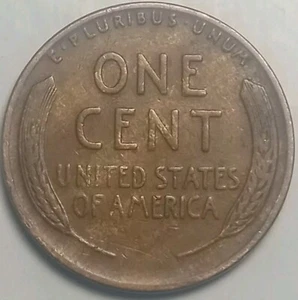 E·PLURIBUS·UNUM
ONE
CENT
UNITED STATES
OF AMERICA